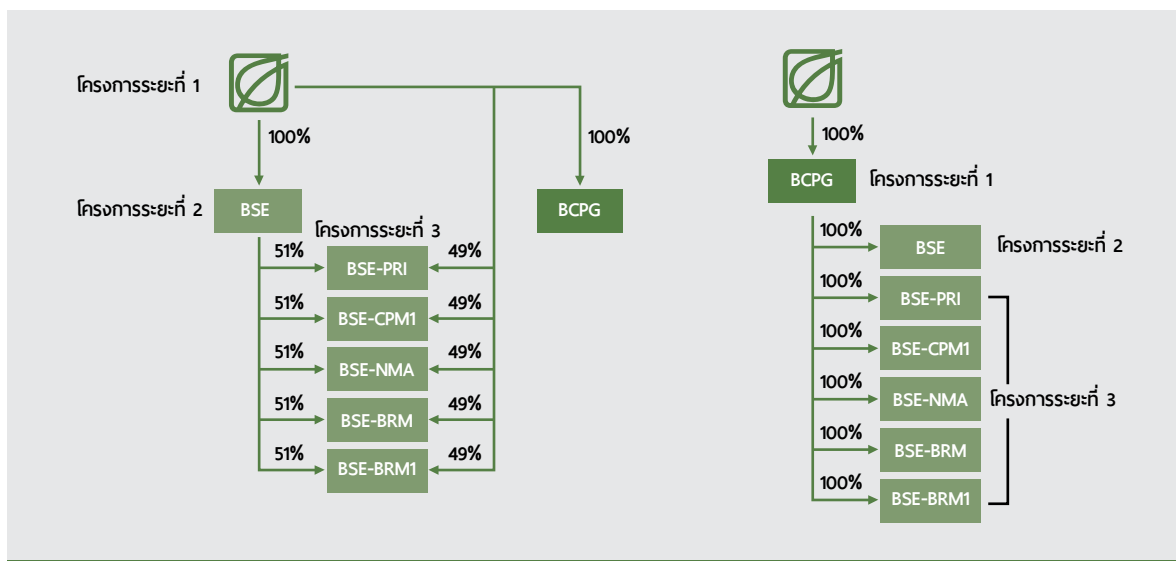 โครงการระยะที่ 1
100%
100%
โครงการระยะที่ 2
BSE
BCPG
โครงการระยะที่ 3
51%
BSE-PRI
49%
51%
BSE-CPM1
49%
51%
BSE-NMA
49%
51%
BSE-BRM
49%
51%
BSE-BRM1
49%
100%
BCPG
โครงการระยะที่ 1
100%
BSE
โครงการระยะที่ 2
100%
BSE-PRI
100%
BSE-CPM1
100%
BSE-NMA
โครงการระยะที่ 3
100%
BSE-BRM
100%
BSE-BRM1